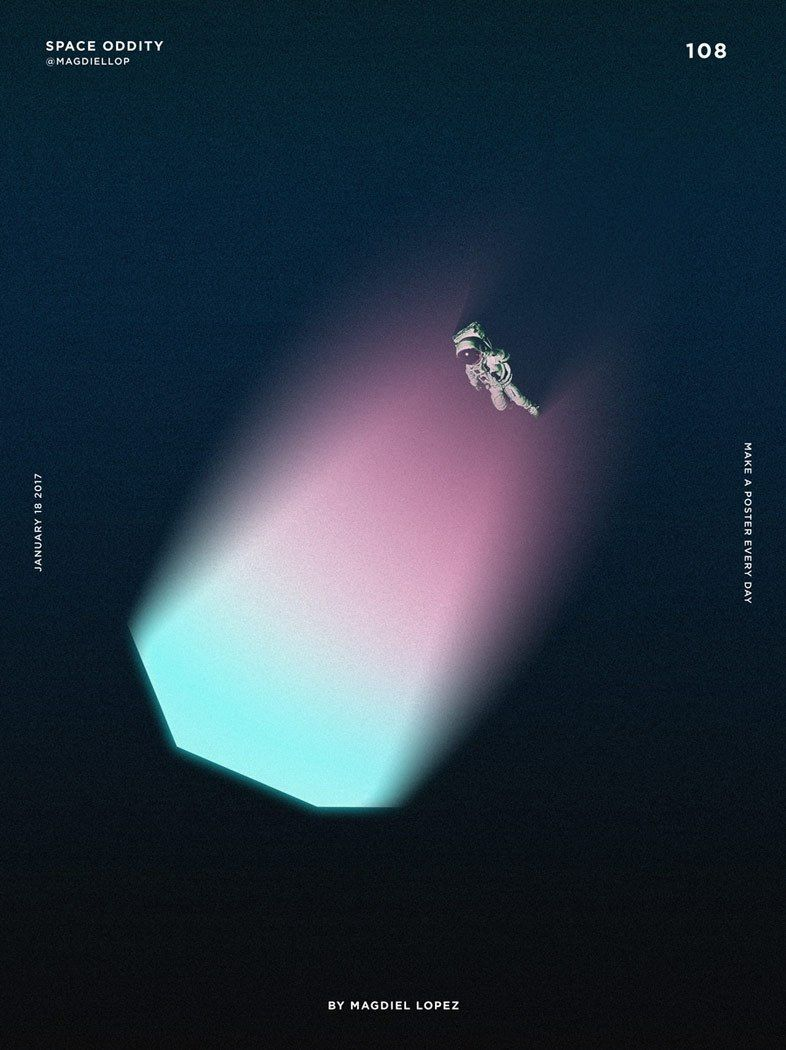 SPACE ODDITY
@MAGDIELLOP
108
JANUARY 18 2017
MAKE A POSTER EVERY DAY
BY MAGDIEL LOPEZ